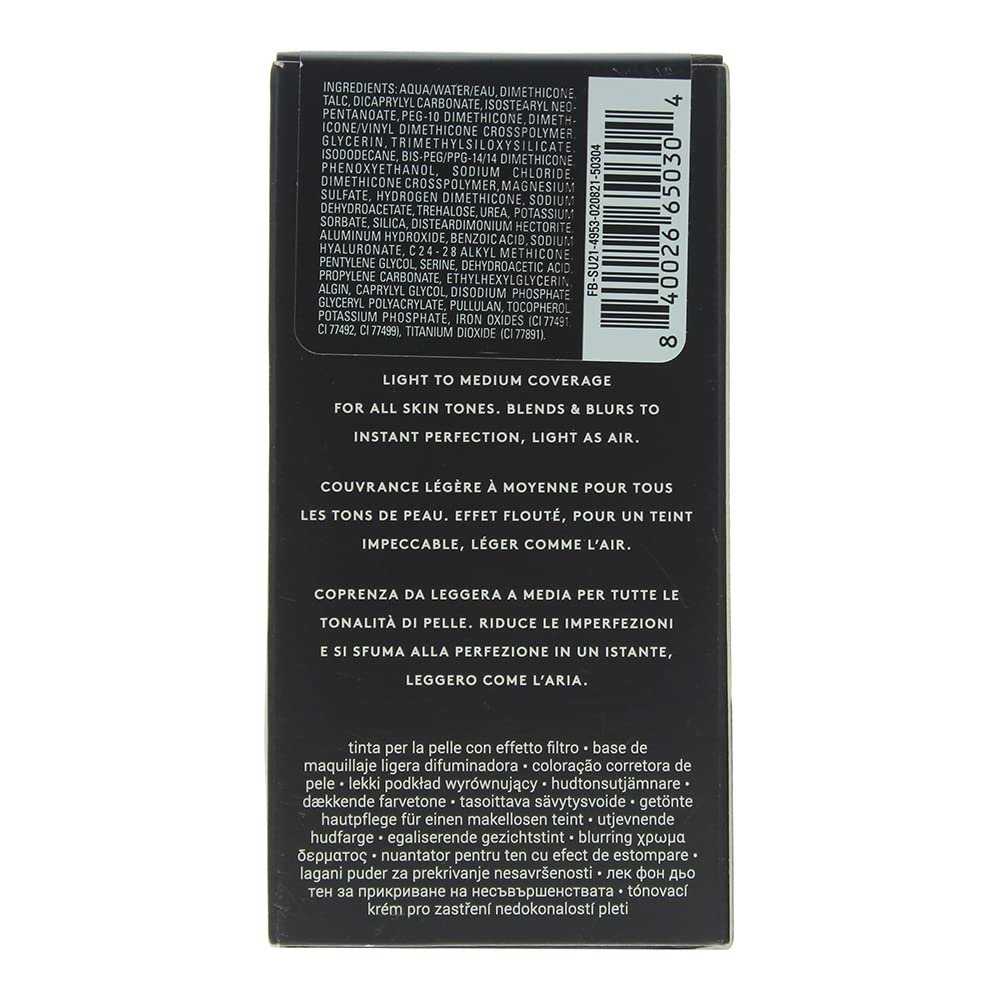 INGREDIENTS: AQUA/WATER/EAU, DIMETHICONE,
TALC, DICAPRYLYL CARBONATE, ISOSTEARYL NEO-
PENTANOATE, PEG-10 DIMETHICONE, DIMETH-
ICONE/VINYL DIMETHICONE CROSSPOLYMER,
GLYCERIN, TRIMETHYLSILOXYSILICATE,
ISODODECANE, BIS-PEG/PPG-14/14 DIMETHICONE,
PHENOXYETHANOL, SODIUM CHLORIDE,
DIMETHICONE CROSSPOLYMER, MAGNESIUM
SULFATE, HYDROGEN DIMETHICONE, SODIUM
DEHYDROACETATE, TREHALOSE, UREA, POTASSIUM
SORBATE, SILICA, DISTEARDIMONIUM HECTORITE,
ALUMINUM HYDROXIDE, BENZOIC ACID, SODIUM
HYALURONATE, C 24-28 ALKYL METHICONE,
PENTYLENE GLYCOL, SERINE, DEHYDROACETIC ACID,
PROPYLENE CARBONATE, ETHYLHEXYLGLYCERIN,
ALGIN, CAPRYLYL GLYCOL, DISODIUM PHOSPHATE,
GLYCERYL POLYACRYLATE, PULLULAN, TOCOPHEROL,
POTASSIUM PHOSPHATE, IRON OXIDES (CI 77491,
CI 77492, CI 77499), TITANIUM DIOXIDE (CI 77891).
FB-SU21-4953-020821-50304
8 40026 65030 4
LIGHT TO MEDIUM COVERAGE
FOR ALL SKIN TONES. BLENDS & BLURS TO
INSTANT PERFECTION, LIGHT AS AIR.
COUVRANCE LÉGÈRE À MOYENNE POUR TOUS
LES TONS DE PEAU. EFFET FLOUTÉ, POUR UN TEINT
IMPECCABLE, LÉGER COMME L'AIR.
COPRENZA DA LEGGERA A MEDIA PER TUTTE LE
TONALITÀ DI PELLE. RIDUCE LE IMPERFEZIONI
E SI SFUMA ALLA PERFEZIONE IN UN ISTANTE,
LEGGERO COME L'ARIA.
tinta per la pelle con effetto filtro • base de
maquillaje ligera difuminadora • coloração corretora de
pele • lekki podkład wyrównujący • hudtonsutjämnare •
dækkende farvetone • tasoittava sävytysvoide • getönte
hautpflege für einen makellosen teint • utjevnende
hudfarge • egaliserende gezichtstint • blurring χρωμα
δερματος • nuantator pentru ten cu efect de estompare •
lagani puder za prekrivanje nesavršenosti • лек фон дьо
тен за прикриване на несъвършенствата • tónovací
krém pro zastření nedokonalostí pleti